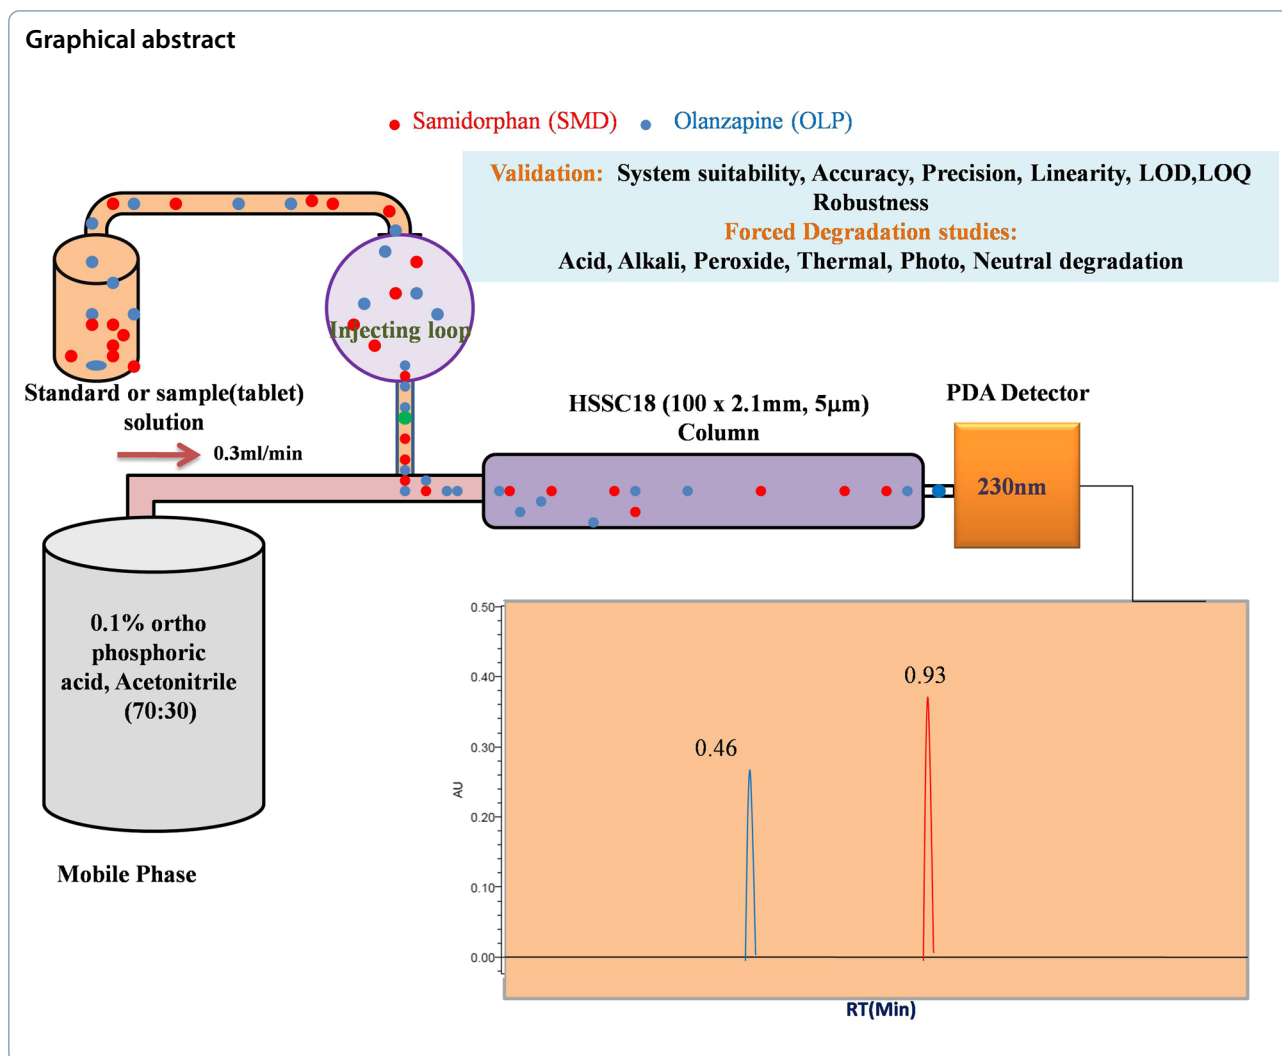 Graphical abstract
Samidorphan (SMD) Olanzapine (OLP)
Validation: System suitability, Accuracy, Precision, Linearity, LOD,LOQ
Robustness
Forced Degradation studies:
Acid, Alkali, Peroxide, Thermal, Photo, Neutral degradation
Injecting loop
Standard or sample(tablet)
solution
0.3ml/min
HSSC18 (100 x 2.1mm, 5µm)
Column
PDA Detector
230nm
0.1% ortho
phosphoric
acid, Acetonitrile
(70:30)
Mobile Phase
0.50
0.40
0.30
0.20
0.10
0.00
AU
0.46
0.93
RT(Min)